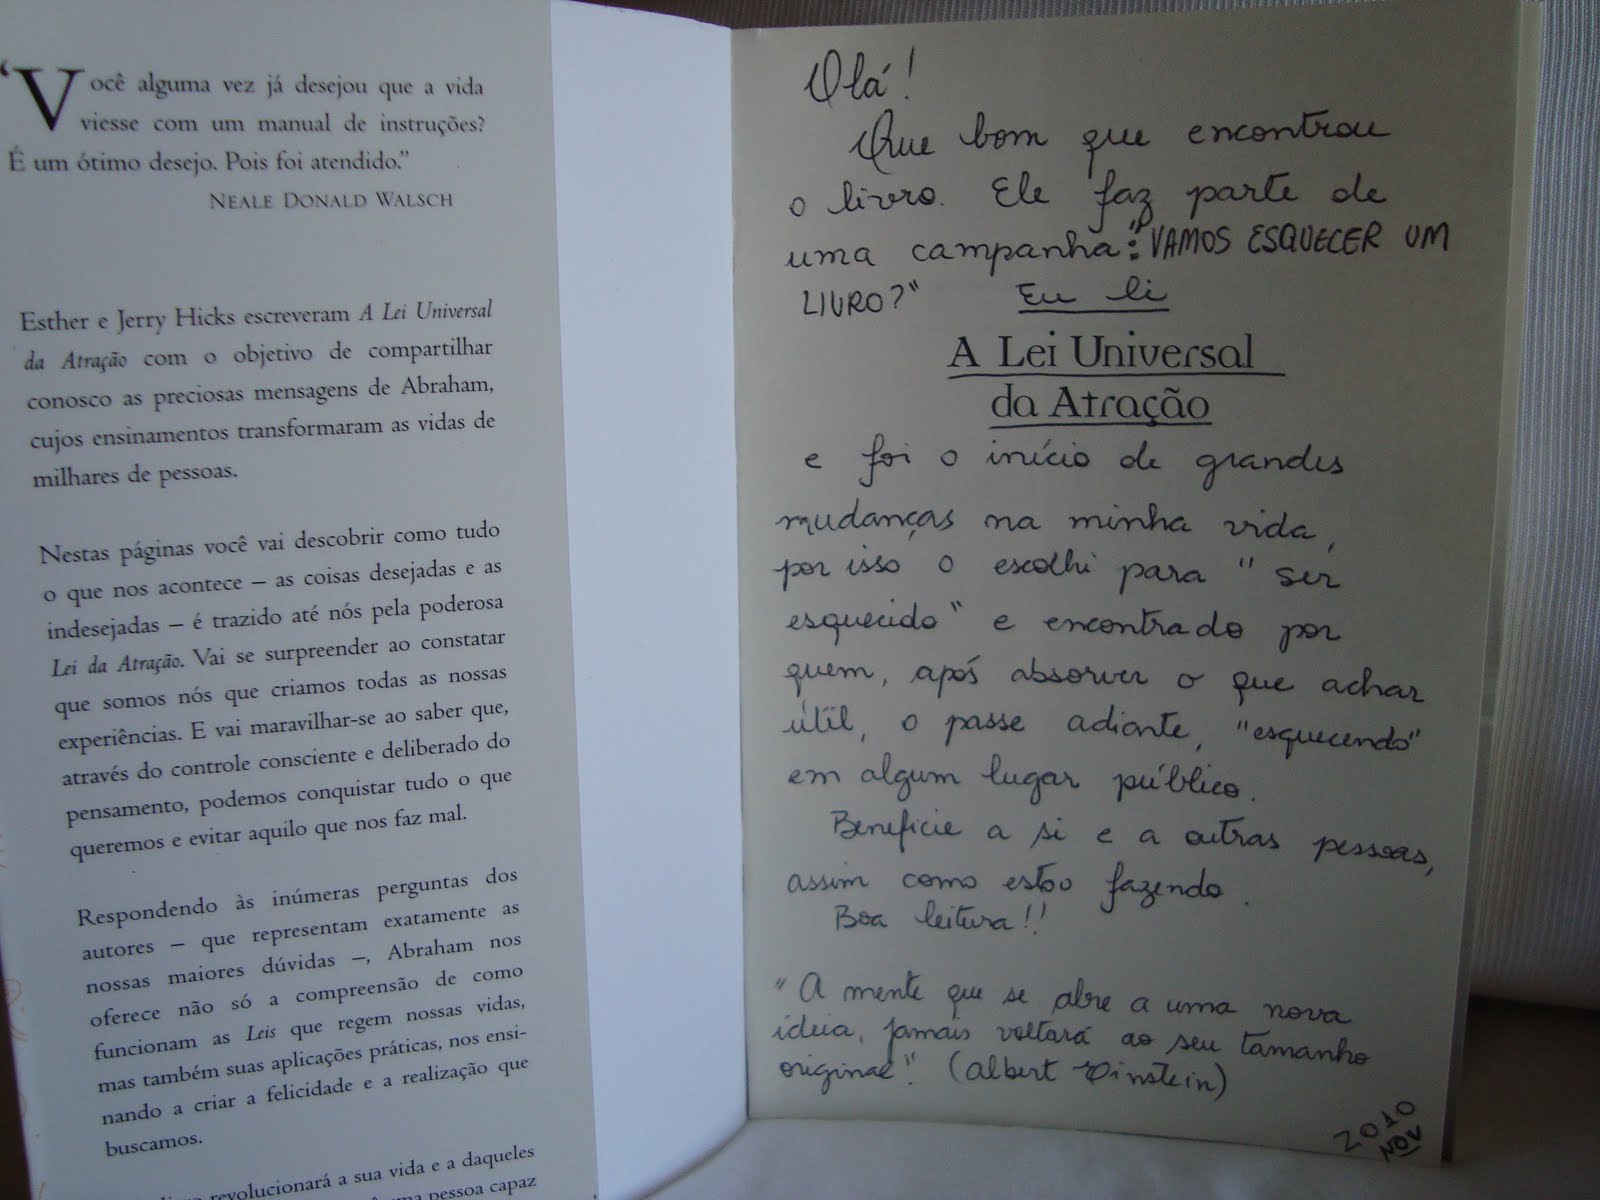 “Você alguma vez já desejou que a vida
viesse com um manual de instruções?
É um ótimo desejo. Pois foi atendido.”
NEALE DONALD WALSCH
Esther e Jerry Hicks escreveram A Lei Universal
da Atração com o objetivo de compartilhar
conosco as preciosas mensagens de Abraham,
cujos ensinamentos transformaram as vidas de
milhares de pessoas.
Nestas páginas você vai descobrir como tudo
o que nos acontece – as coisas desejadas e as
indesejadas – é trazido até nós pela poderosa
Lei da Atração. Vai se surpreender ao constatar
que somos nós que criamos todas as nossas
experiências. E vai maravilhar-se ao saber que,
através do controle consciente e deliberado do
pensamento, podemos conquistar tudo o que
queremos e evitar aquilo que nos faz mal.
Respondendo às inúmeras perguntas dos
autores – que representam exatamente as
nossas maiores dúvidas –, Abraham nos
oferece não só a compreensão de como
funcionam as Leis que regem nossas vidas,
mas também suas aplicações práticas, nos ensi-
nando a criar a felicidade e a realização que
buscamos.
revolucionará a sua vida e a daqueles
pessoa capaz
Olá!
Que bom que encontrou
o livro. Ele faz parte de
uma campanha: "VAMOS ESQUECER UM
LIVRO?" Eu li
A LEI UNIVERSAL
DA ATRAÇÃO
e foi o início de grandes
mudanças na minha vida,
por isso o escolhi para "ser
esquecido" e encontrado por
quem, após absorver o que achar
útil, o passe adiante, "esquecendo"
em algum lugar público.
Beneficie a si e a outras pessoas,
assim como estou fazendo.
Boa leitura!!
"A mente que se abre a uma nova
ideia, jamais voltará ao seu tamanho
original". (Albert Einstein)
2010
NOV